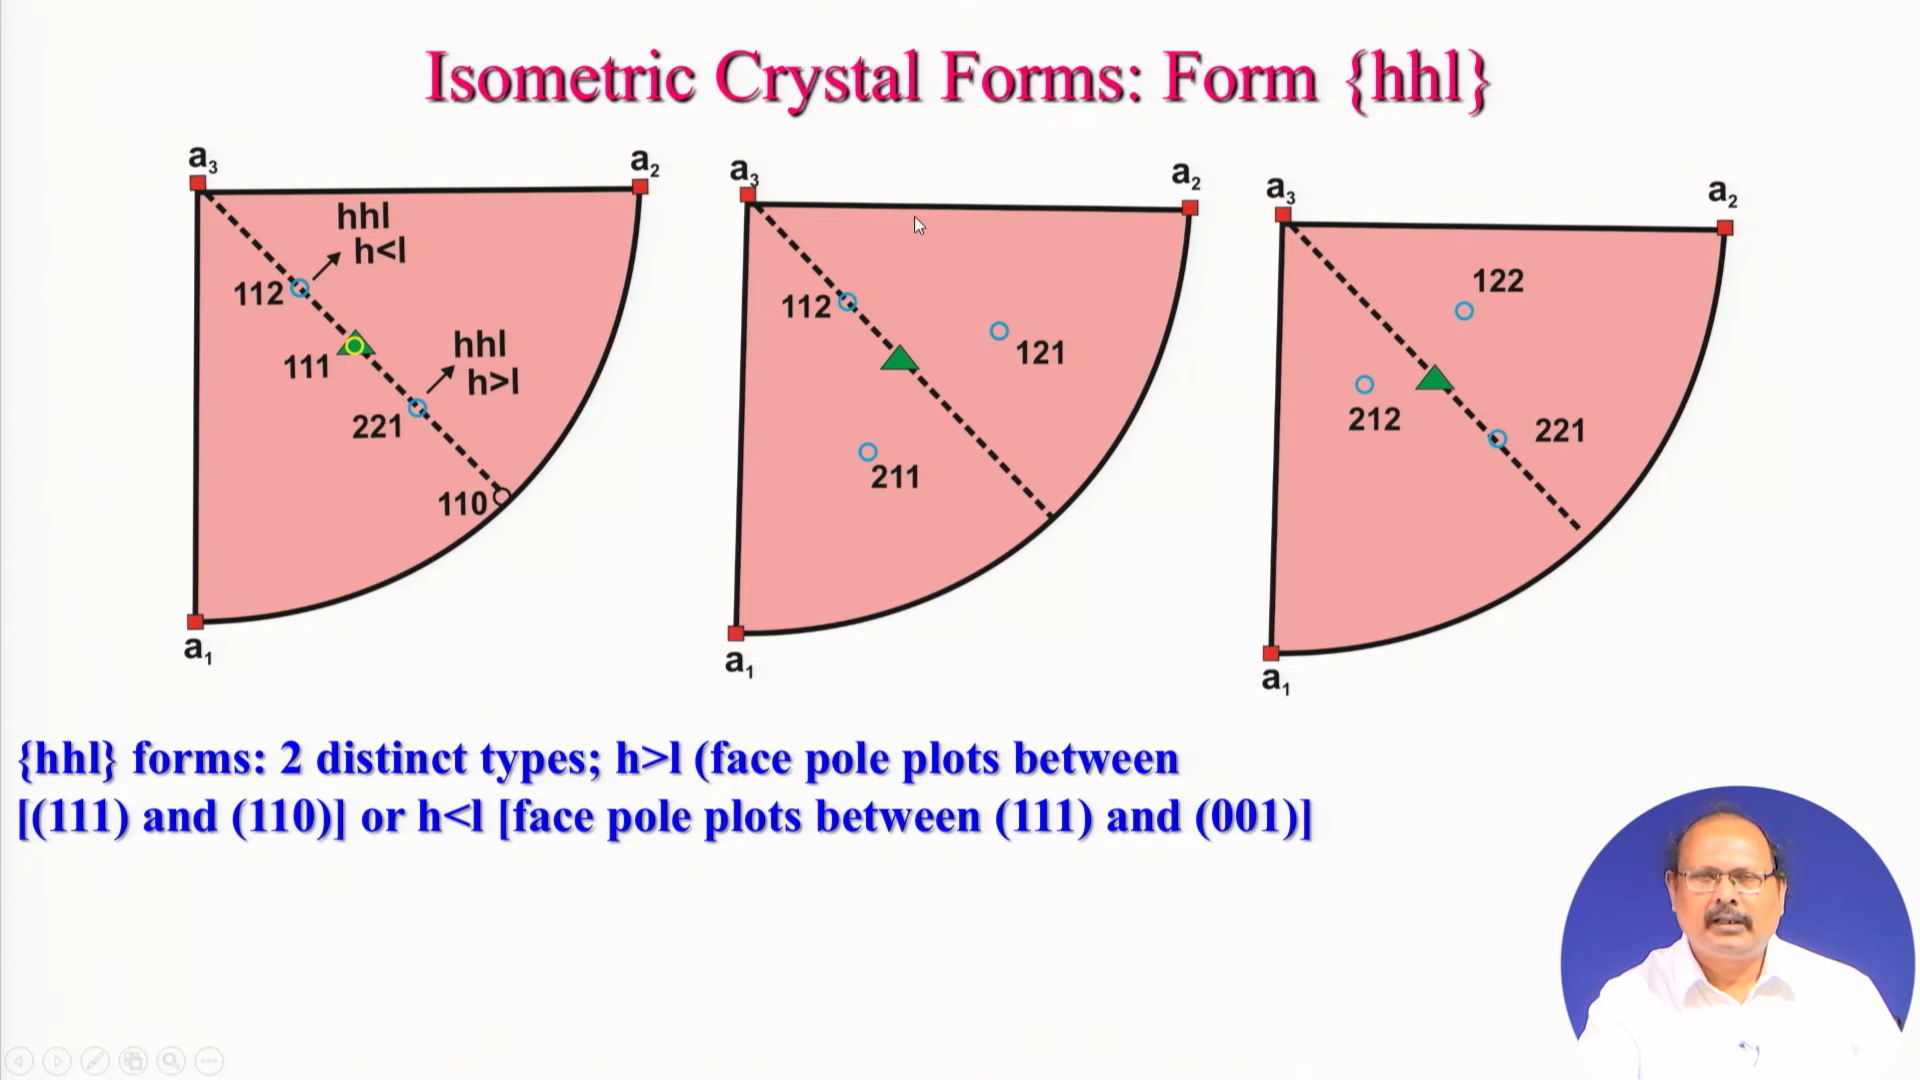 Isometric Crystal Forms: Form {hhl}
a3
a2
hhl
h<l
112
111
hhl
h>l
221
110
a1
a3
a2
112
121
211
a1
a3
a2
122
212
221
a1
{hhl} forms: 2 distinct types; h>l (face pole plots between
[(111) and (110)] or h<l [face pole plots between (111) and (001)]